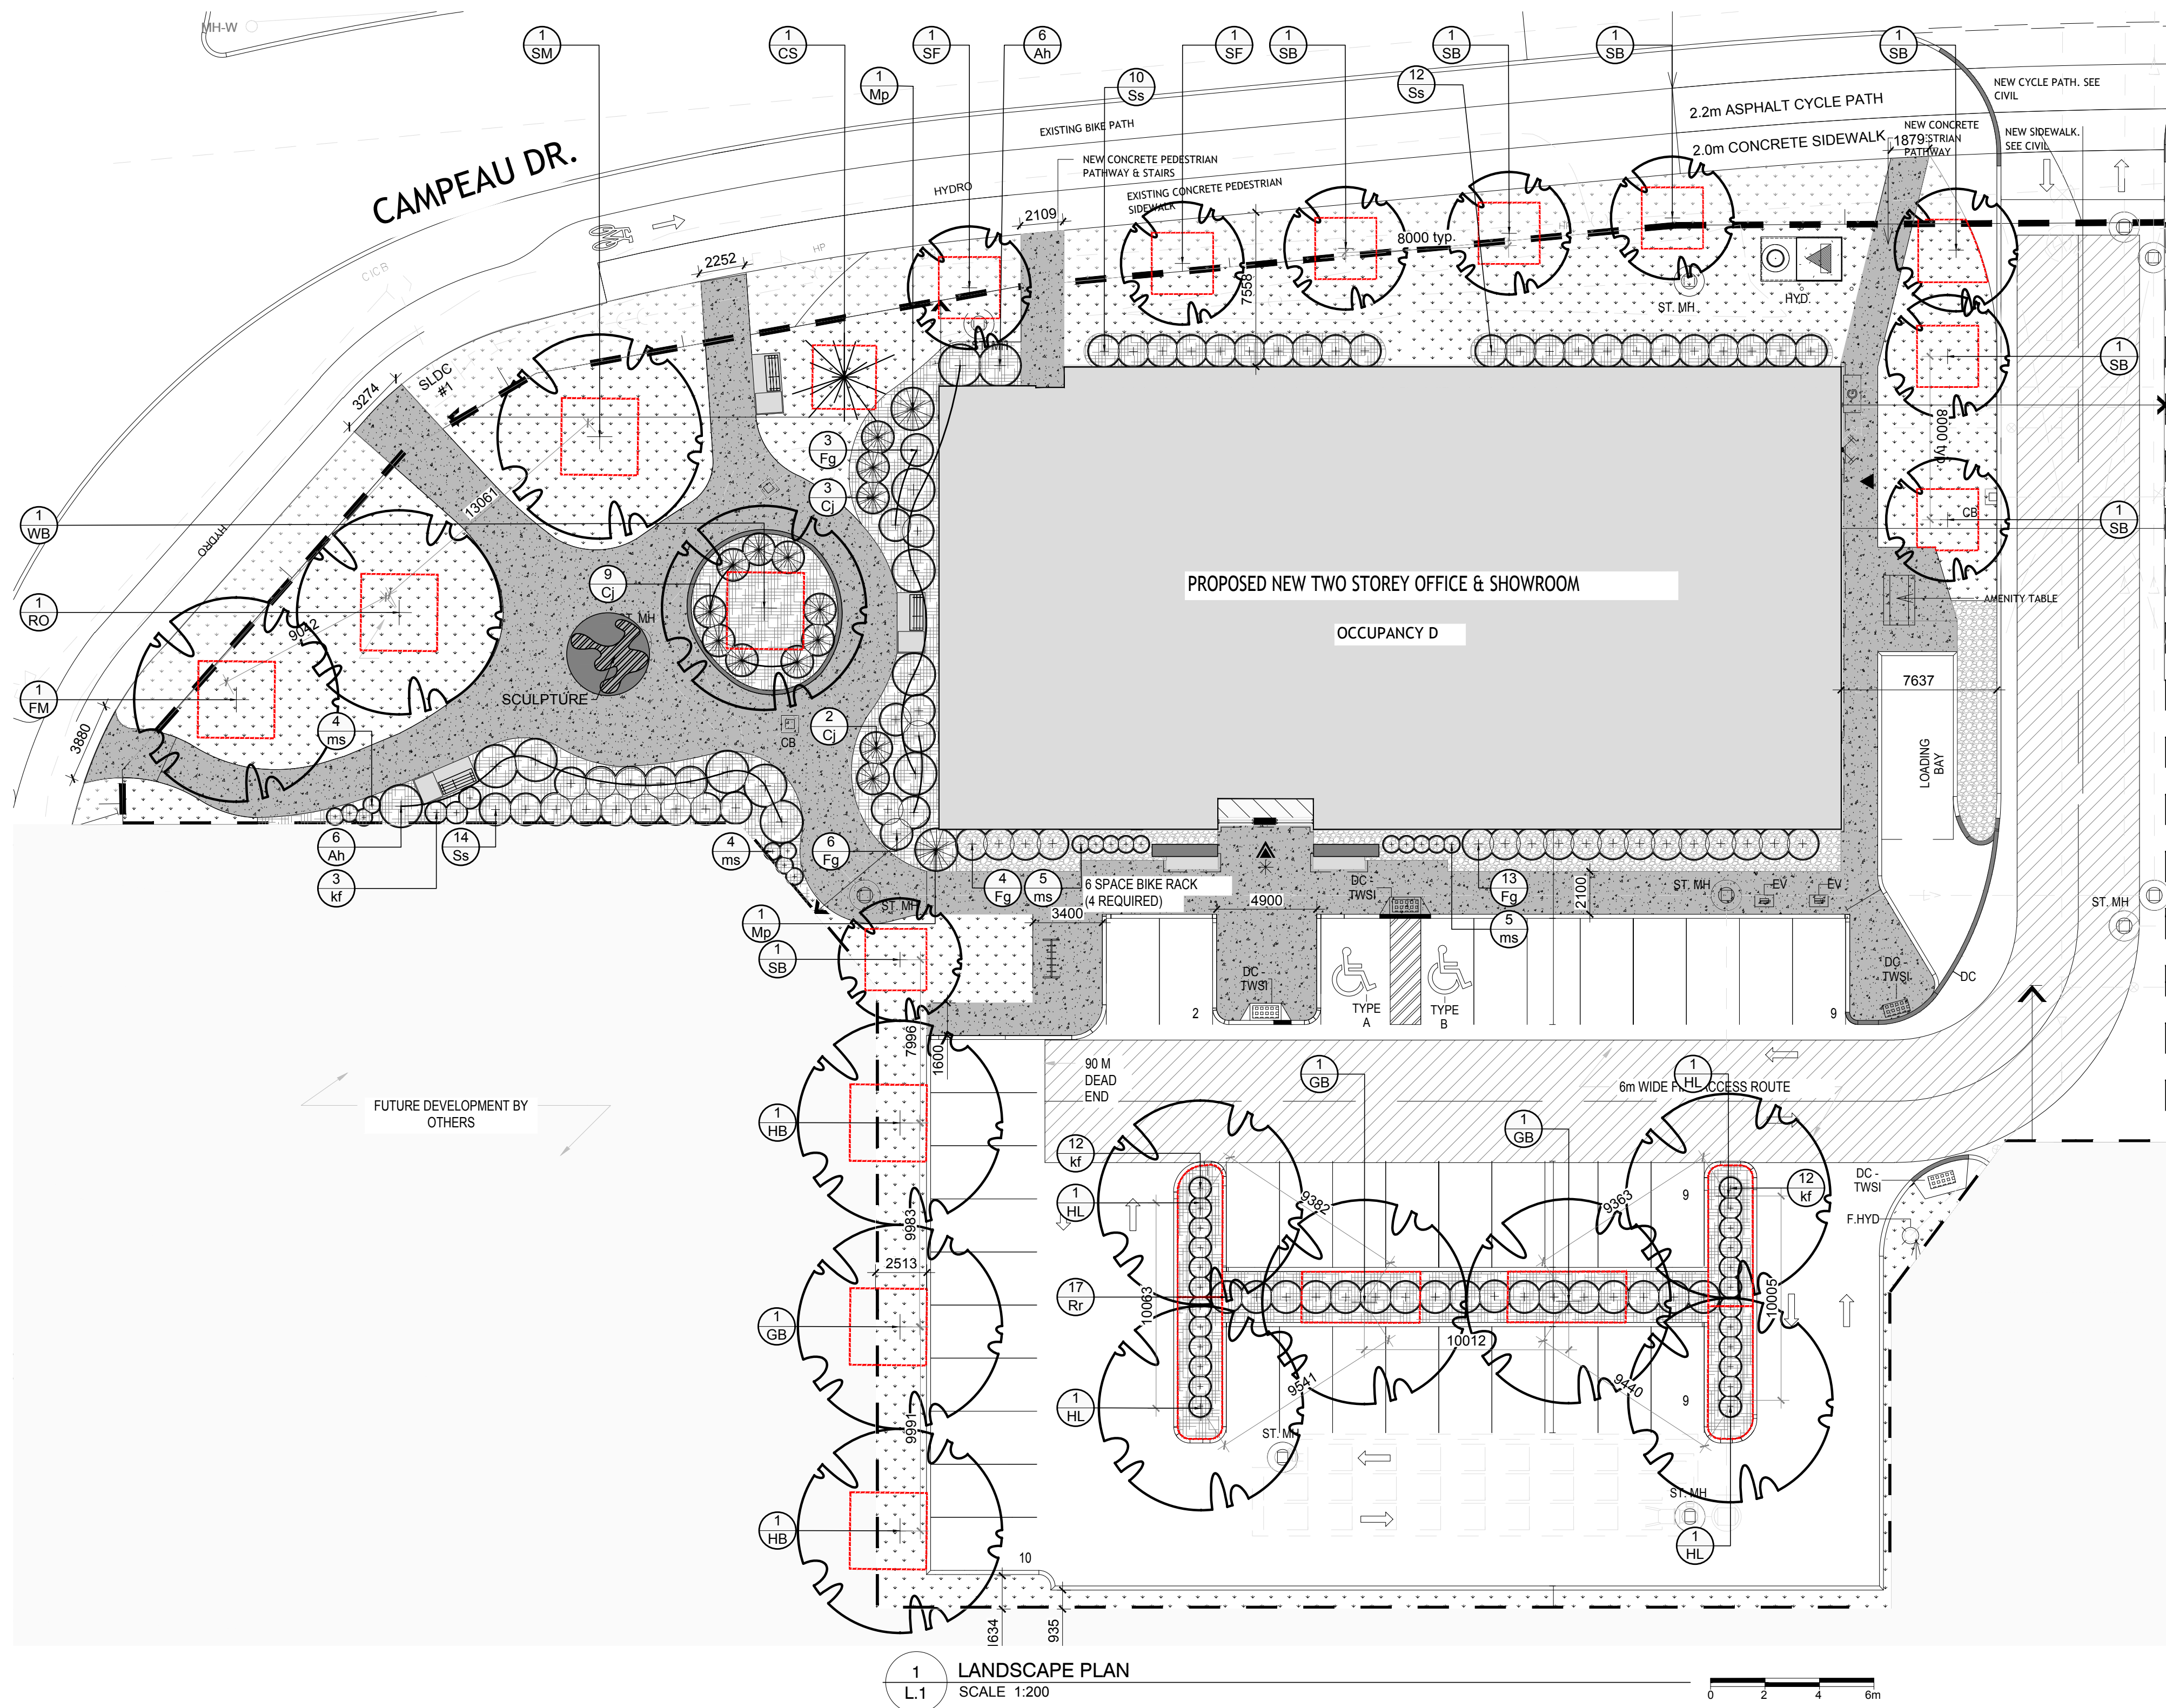 MH-W
1
SM
1
CS
1
SF
6
Ah
1
SF
1
SB
1
SB
1
SB
1
SB
1
Mp
10
Ss
12
Ss
CAMPEAU DR.
EXISTING BIKE PATH
2.2m ASPHALT CYCLE PATH
NEW CYCLE PATH. SEE
CIVIL
2.0m CONCRETE SIDEWALK
NEW CONCRETE
PATHWAY
1879
NEW SIDEWALK.
SEE CIVIL
NEW CONCRETE PEDESTRIAN
PATHWAY & STAIRS
EXISTING CONCRETE PEDESTRIAN
SIDEWALK
HYDRO
HP
C/CB
2109
2252
8000 typ.
7558
ST. MH
HYD.
SLDC
#1
3274
13061
HYDRO
9042
3880
1
WB
1
RO
1
FM
3
Fg
3
Cj
9
Cj
ST. MH
SCULPTURE
CB
2
Cj
4
ms
PROPOSED NEW TWO STOREY OFFICE & SHOWROOM
OCCUPANCY D
1
SB
8000 typ.
CB
1
SB
AMENITY TABLE
7637
LOADING
BAY
6
Ah
3
kf
14
Ss
4
ms
6
Fg
4
Fg
5
ms
6 SPACE BIKE RACK
(4 REQUIRED)
3400
4900
DC -
TWSI
13
Fg
5
ms
2100
ST. MH
EV
EV
ST. MH
ST. MH
1
Mp
1
SB
DC -
TWSI
TYPE
A
TYPE
B
2
9
DC -
TWSI
DC
7996
1600
90 M
DEAD
END
1
GB
1
HL
6m WIDE F
CCESS ROUTE
FUTURE DEVELOPMENT BY
OTHERS
1
HB
12
kf
1
GB
1
HL
9382
9363
9
12
kf
DC -
TWSI
F.HYD
9983
2513
17
Rr
10063
10005
1
GB
10012
9541
9440
9
1
HL
9991
ST. MH
ST. MH
1
HB
1
HL
10
1634
935
1
L.1
LANDSCAPE PLAN
SCALE 1:200
0 2 4 6m